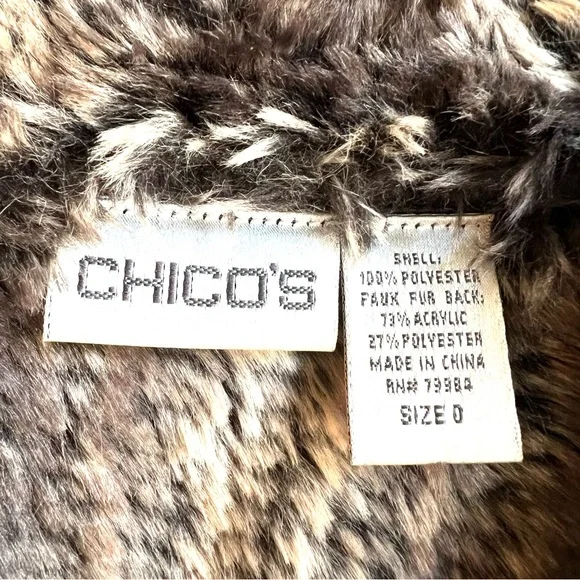 CHICO'S
SHELL:
100% POLYESTER
FAUX FUR BACK:
73% ACRYLIC
27% POLYESTER
MADE IN CHINA
RN# 79984
SIZE 0